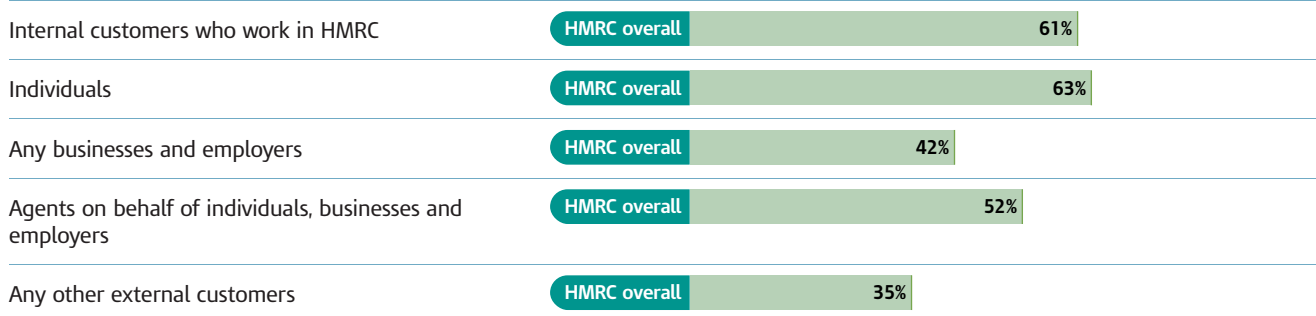 Internal customers who work in HMRC HMRC overall 61%
Individuals HMRC overall 63%
Any businesses and employers HMRC overall 42%
Agents on behalf of individuals, businesses and HMRC overall 52%
employers
Any other external customers HMRC overall 35%